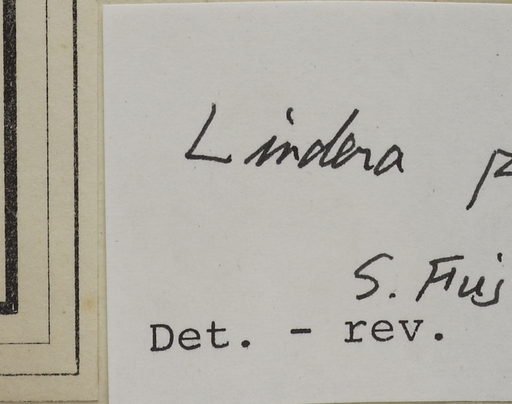 Lindera
S.
Det. - rev.